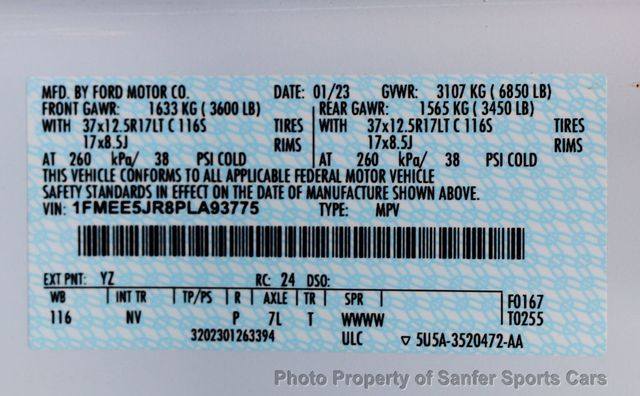 MFD. BY FORD MOTOR CO. DATE: 01/23 GVWR: 3107 KG ( 6850 LB)
FRONT GAWR: 1633 KG ( 3600 LB) REAR GAWR: 1565 KG ( 3450 LB)
WITH 37x12.5R17LT C 116S TIRES WITH 37x12.5R17LT C 116S TIRES
17x8.5J RIMS 17x8.5J RIMS
AT 260 kPa/ 38 PSI COLD AT 260 kPa/ 38 PSI COLD
THIS VEHICLE CONFORMS TO ALL APPLICABLE FEDERAL MOTOR VEHICLE
SAFETY STANDARDS IN EFFECT ON THE DATE OF MANUFACTURE SHOWN ABOVE.
VIN: 1FMEE5JR8PLA93775 TYPE: MPV
EXT PNT: YZ RC: 24 DSO:
WB INT TR TP/PS R AXLE TR SPR F0167
116 NV P 7L T WWWW T0255
3202301263394 ULC ▽ 5U5A-3520472-AA
Photo Property of Sanfer Sports Cars